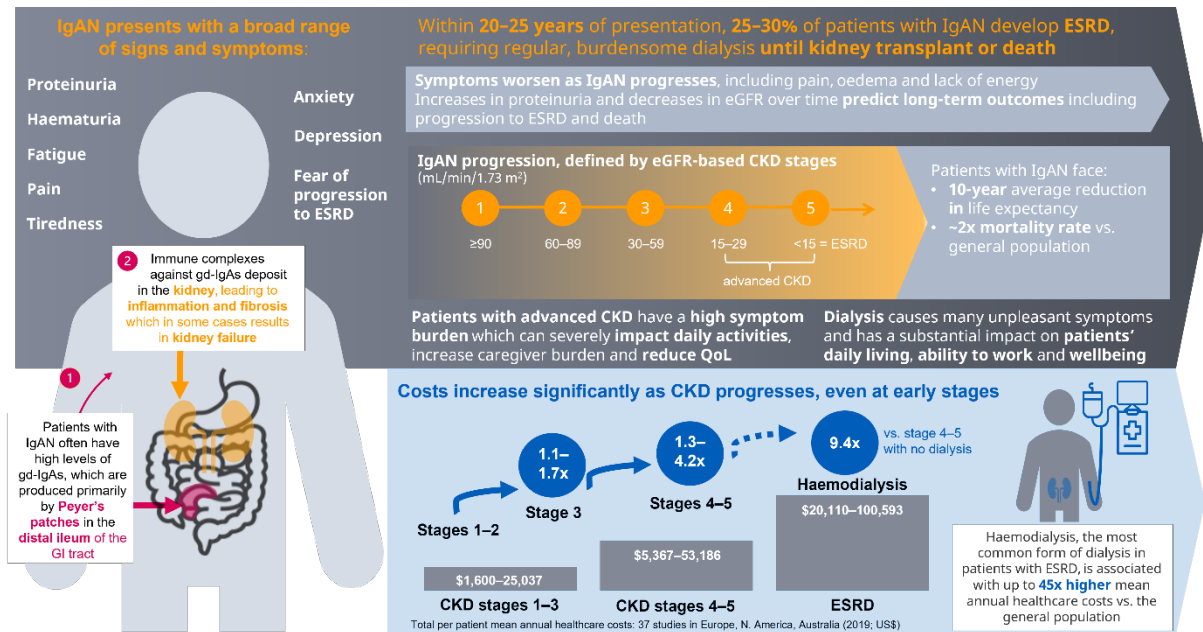 IgAN presents with a broad range
of signs and symptoms:
Proteinuria
Haematuria
Fatigue
Pain
Tiredness
Anxiety
Depression
Fear of
progression
to ESRD
2
Immune complexes
against gd-IgAs deposit
in the kidney, leading to
inflammation and fibrosis
which in some cases results
in kidney failure
1
Patients with
IgAN often have
high levels of
gd-IgAs, which are
produced primarily
by Peyer's
patches in the
distal ileum of the
GI tract
Within 20–25 years of presentation, 25–30% of patients with IgAN develop ESRD,
requiring regular, burdensome dialysis until kidney transplant or death
Symptoms worsen as IgAN progresses, including pain, oedema and lack of energy
Increases in proteinuria and decreases in eGFR over time predict long-term outcomes including
progression to ESRD and death
IgAN progression, defined by eGFR-based CKD stages
(mL/min/1.73 m²)
1 2 3 4 5
≥90 60–89 30–59 15–29 <15 = ESRD
advanced CKD
Patients with IgAN face:
• 10-year average reduction
in life expectancy
• ~2x mortality rate vs.
general population
Patients with advanced CKD have a high symptom
burden which can severely impact daily activities,
increase caregiver burden and reduce QoL
Dialysis causes many unpleasant symptoms
and has a substantial impact on patients'
daily living, ability to work and wellbeing
Costs increase significantly as CKD progresses, even at early stages
Stages 1–2
1.1–
1.7x
Stage 3
1.3–
4.2x
Stages 4–5
9.4x
vs. stage 4–5
with no dialysis
Haemodialysis
$1,600–25,037
CKD stages 1–3
$5,367–53,186
CKD stages 4–5
$20,110–100,593
ESRD
Total per patient mean annual healthcare costs: 37 studies in Europe, N. America, Australia (2019; US$)
Haemodialysis, the most
common form of dialysis in
patients with ESRD, is associated
with up to 45x higher mean
annual healthcare costs vs. the
general population